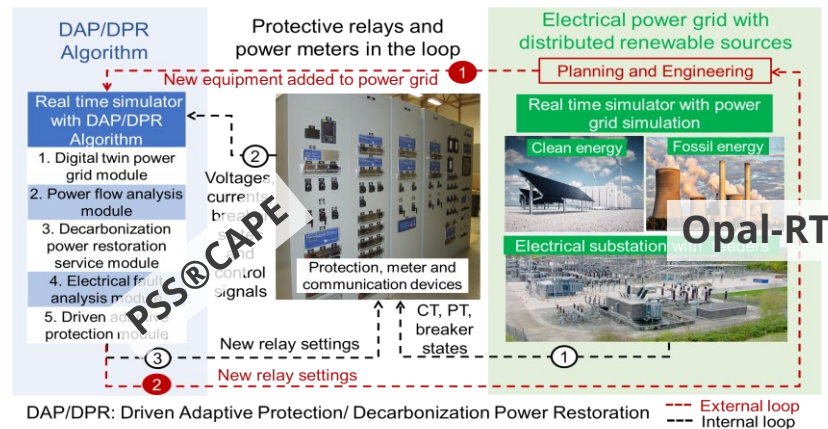 DAP/DPR
Algorithm
Protective relays and
power meters in the loop
Electrical power grid with
distributed renewable sources
New equipment added to power grid
1
Planning and Engineering
Real time simulator
with DAP/DPR
Algorithm
1. Digital twin power
grid module
2. Power flow analysis
module
3. Decarbonization
power restoration
service module
4. Electrical fault
analysis module
5. Driven adaptive
protection module
2
Voltages,
currents,
and
control
signals
PSS®CAPE
Protection, meter and
communication devices
CT, PT,
breaker
states
Real time simulator with power
grid simulation
Clean energy
Fossil energy
Opal-RT
Electrical substation with feeders
3
New relay settings
1
2
New relay settings
DAP/DPR: Driven Adaptive Protection/ Decarbonization Power Restoration
External loop
Internal loop